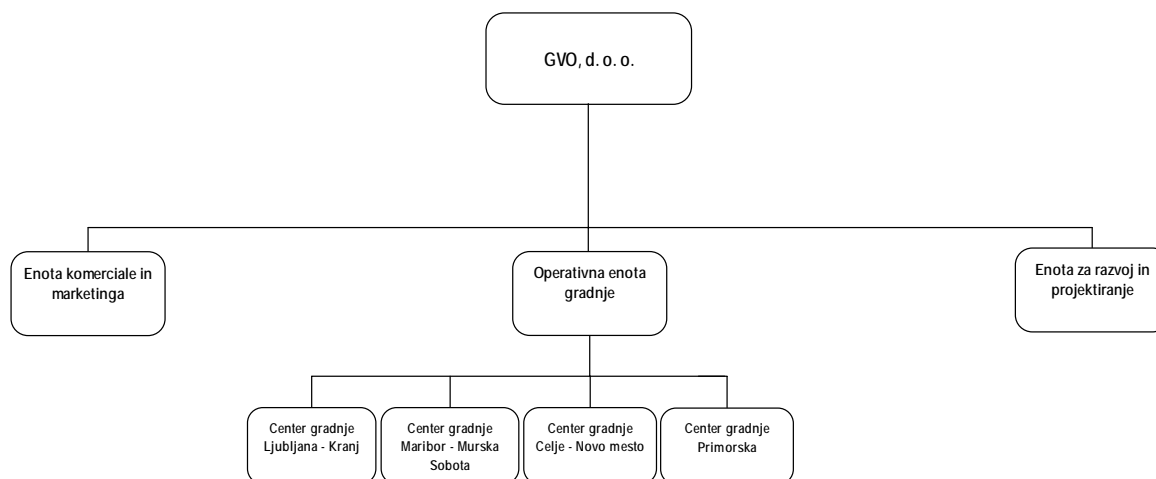 GVO, d. o. o.
Enota komerciale in
marketinga
Operativna enota
gradnje
Enota za razvoj in
projektiranje
Center gradnje
Ljubljana - Kranj
Center gradnje
Maribor - Murska
Sobota
Center gradnje
Celje - Novo mesto
Center gradnje
Primorska